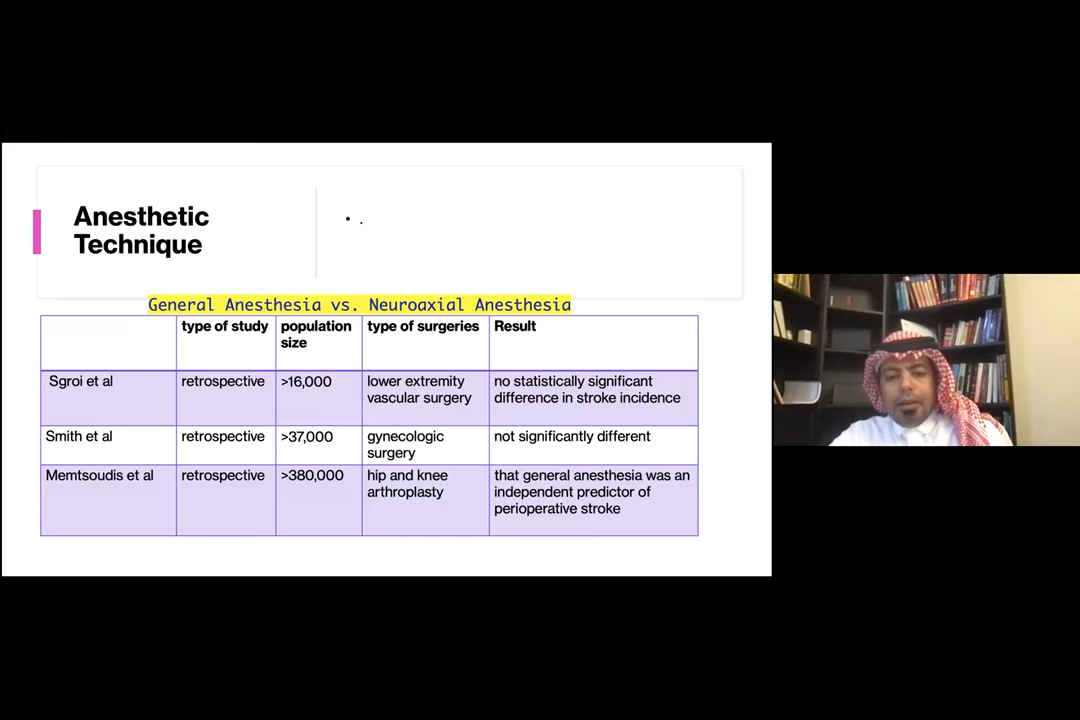 Anesthetic
Technique
• .
General Anesthesia vs. Neuroaxial Anesthesia
type of study population size type of surgeries Result
Sgroi et al retrospective >16,000 lower extremity vascular surgery no statistically significant difference in stroke incidence
Smith et al retrospective >37,000 gynecologic surgery not significantly different
Memtsoudis et al retrospective >380,000 hip and knee arthroplasty that general anesthesia was an independent predictor of perioperative stroke